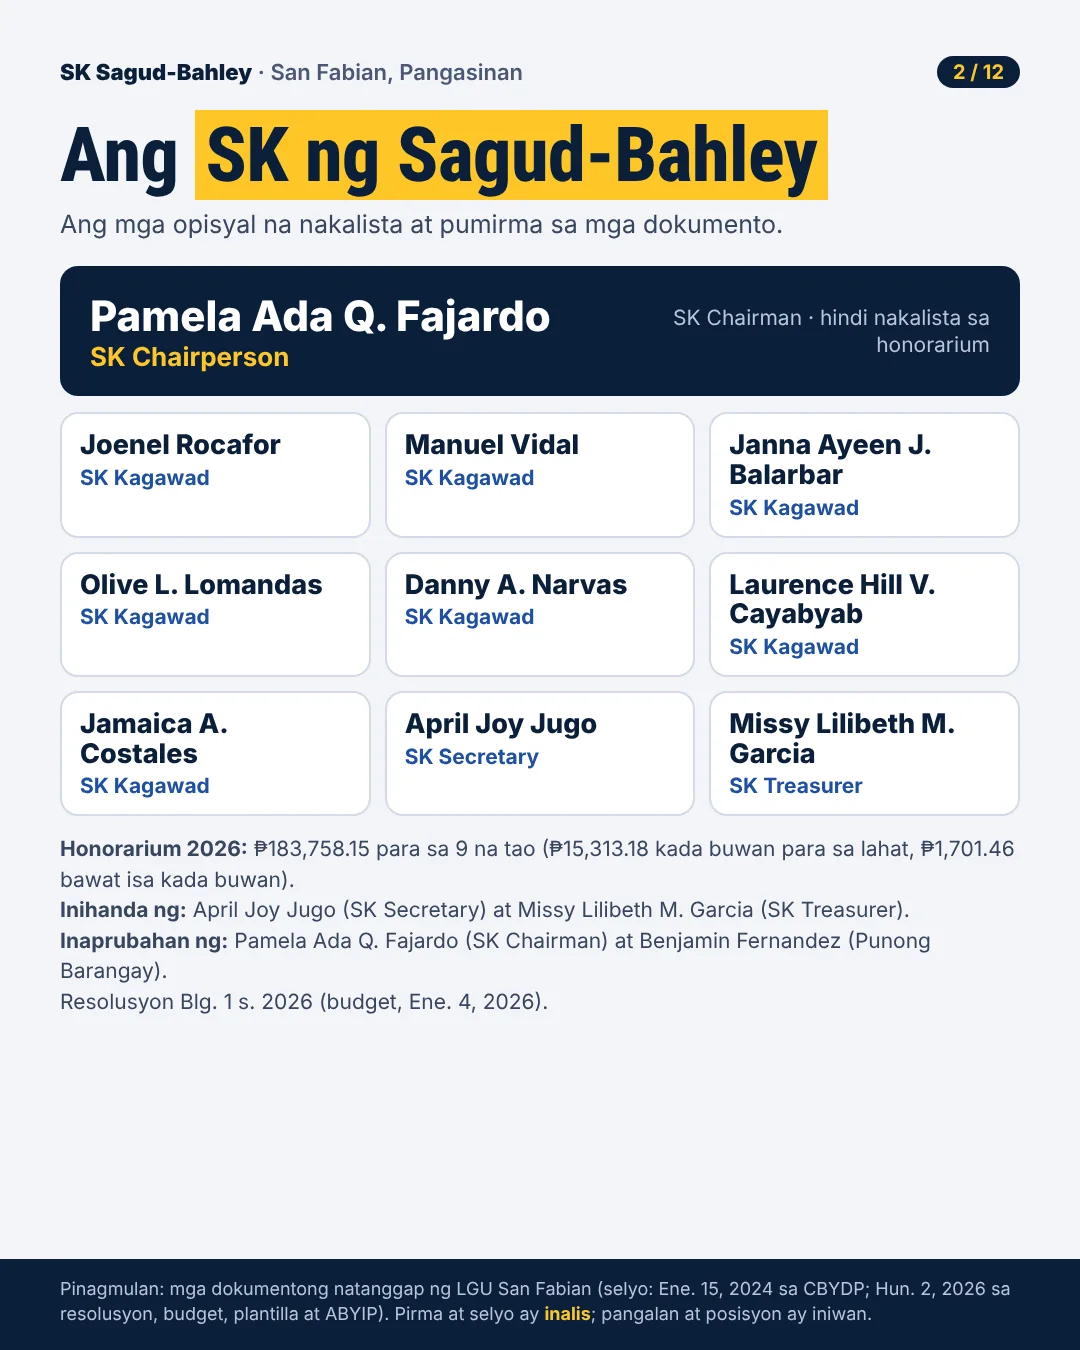 SK Sagud-Bahley · San Fabian, Pangasinan
2 / 12
Ang SK ng Sagud-Bahley
Ang mga opisyal na nakalista at pumirma sa mga dokumento.
Pamela Ada Q. Fajardo
SK Chairperson
SK Chairman · hindi nakalista sa
honorarium
Joenel Rocafor
SK Kagawad
Manuel Vidal
SK Kagawad
Janna Ayeen J.
Balarbar
SK Kagawad
Olive L. Lomandas
SK Kagawad
Danny A. Narvas
SK Kagawad
Laurence Hill V.
Cayabyab
SK Kagawad
Jamaica A.
Costales
SK Kagawad
April Joy Jugo
SK Secretary
Missy Lilibeth M.
Garcia
SK Treasurer
Honorarium 2026: ₱183,758.15 para sa 9 na tao (₱15,313.18 kada buwan para sa lahat, ₱1,701.46
bawat isa kada buwan).
Inihanda ng: April Joy Jugo (SK Secretary) at Missy Lilibeth M. Garcia (SK Treasurer).
Inaprubahan ng: Pamela Ada Q. Fajardo (SK Chairman) at Benjamin Fernandez (Punong
Barangay).
Resolusyon Blg. 1 s. 2026 (budget, Ene. 4, 2026).
Pinagmulan: mga dokumentong natanggap ng LGU San Fabian (selyo: Ene. 15, 2024 sa CBYDP; Hun. 2, 2026 sa
resolusyon, budget, plantilla at ABYIP). Pirma at selyo ay inalis; pangalan at posisyon ay iniwan.